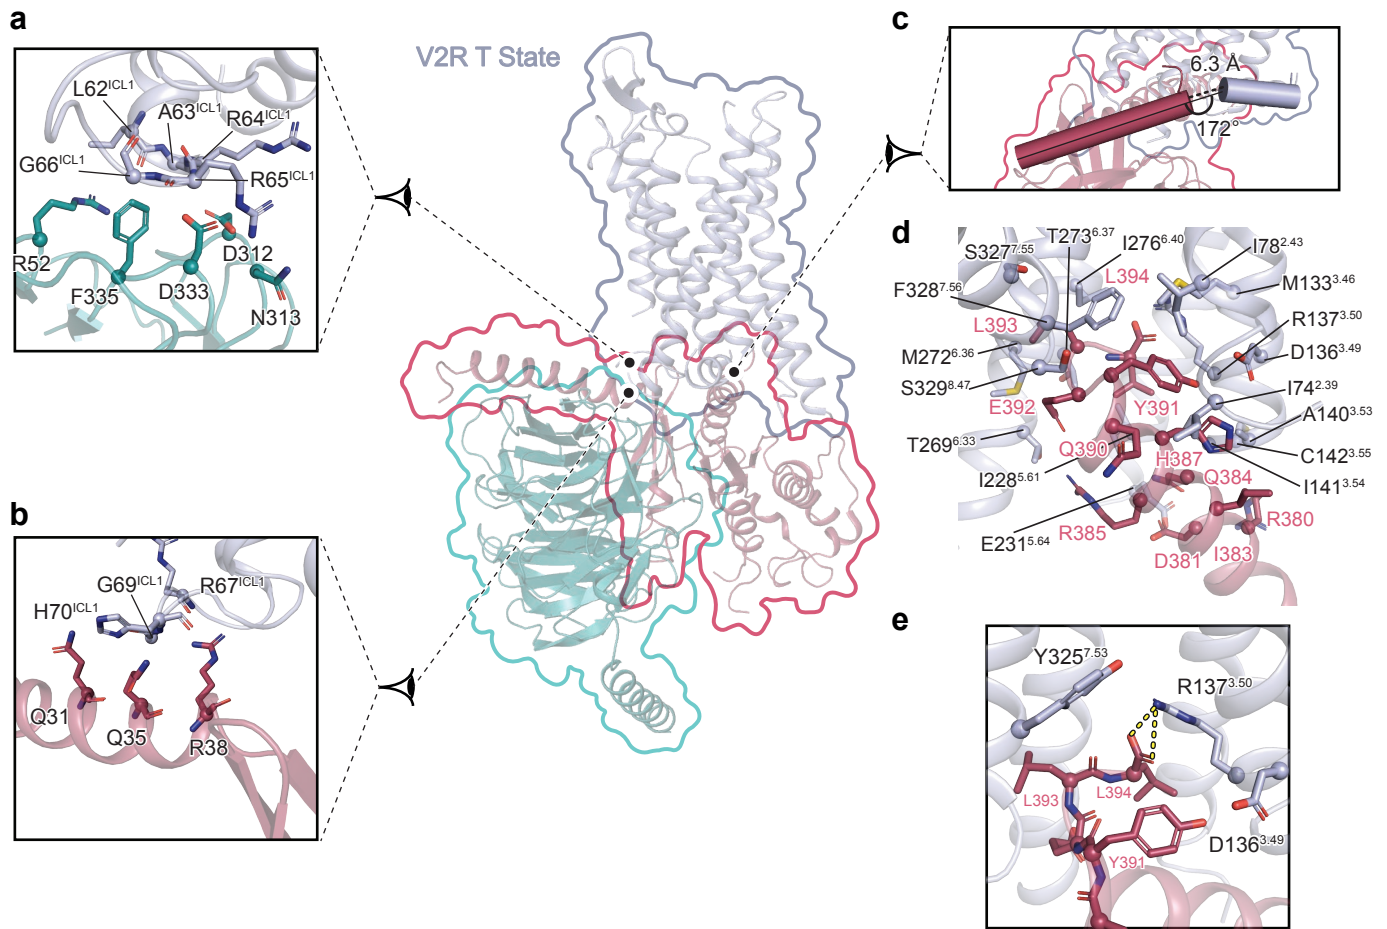 a
V2R T State
L62ICL1
A63ICL1
R64ICL1
G66ICL1
R65ICL1
R52
F335
D333
D312
N313
b
G69ICL1
R67ICL1
H70ICL1
Q31
Q35
R38
c
6.3 Å
172°
d
T2736.37
I2766.40
I782.43
S3277.55
L394
F3287.56
M1333.46
L393
R1373.50
M2726.36
D1363.49
S3298.47
I742.39
E392
Y391
A1403.53
T2696.33
Q390
H387
C1423.55
I2285.61
Q384
I1413.54
R385
R380
E2315.64
D381
I383
e
Y3257.53
R1373.50
L393
L394
D1363.49
Y391